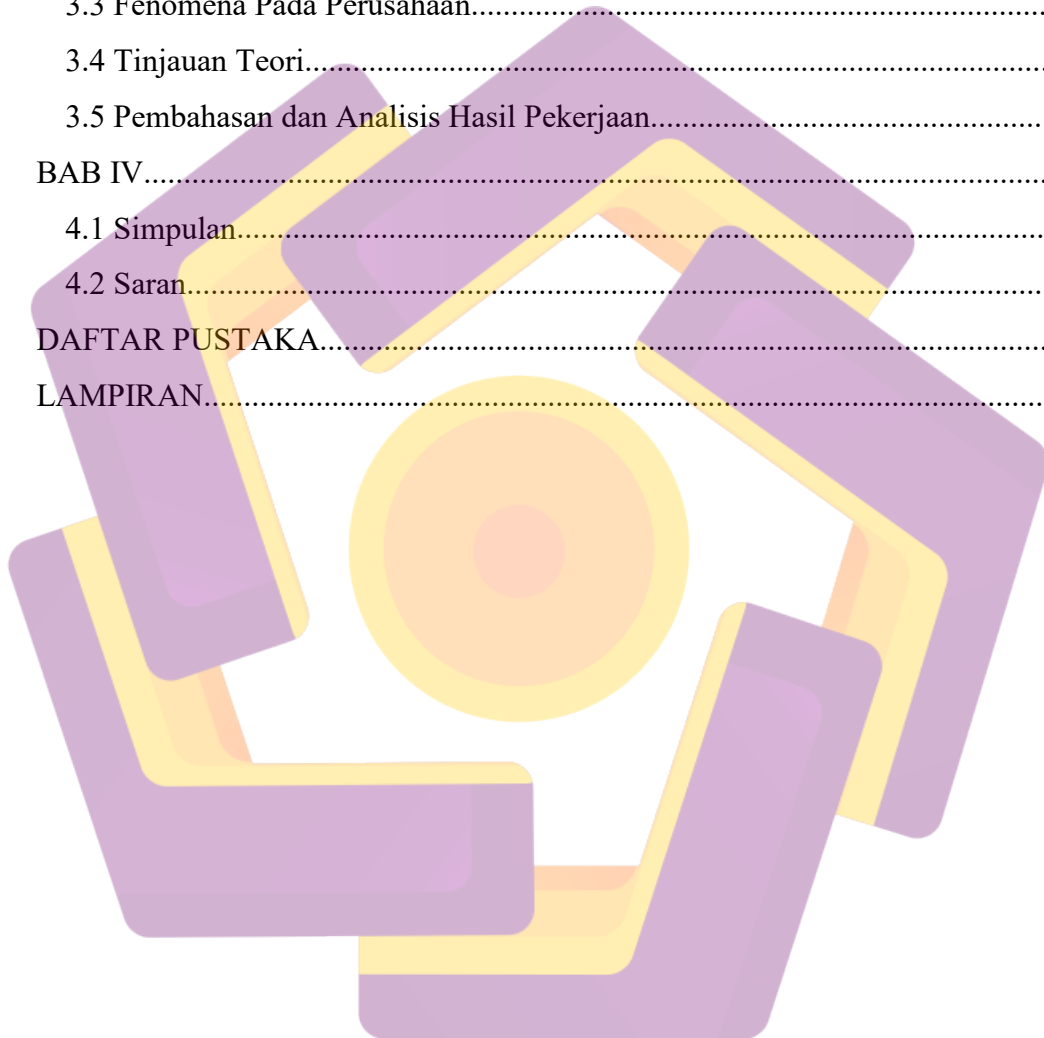 3.3 Fenomena Pada Perusahaan...............................................................................
3.4 Tinjauan Teori.....................................................................................................
3.5 Pembahasan dan Analisis Hasil Pekerjaan......................................................
BAB IV.......................................................................................................................
4.1 Simpulan.............................................................................................................
4.2 Saran...................................................................................................................
DAFTAR PUSTAKA..................................................................................................
LAMPIRAN...............................................................................................................